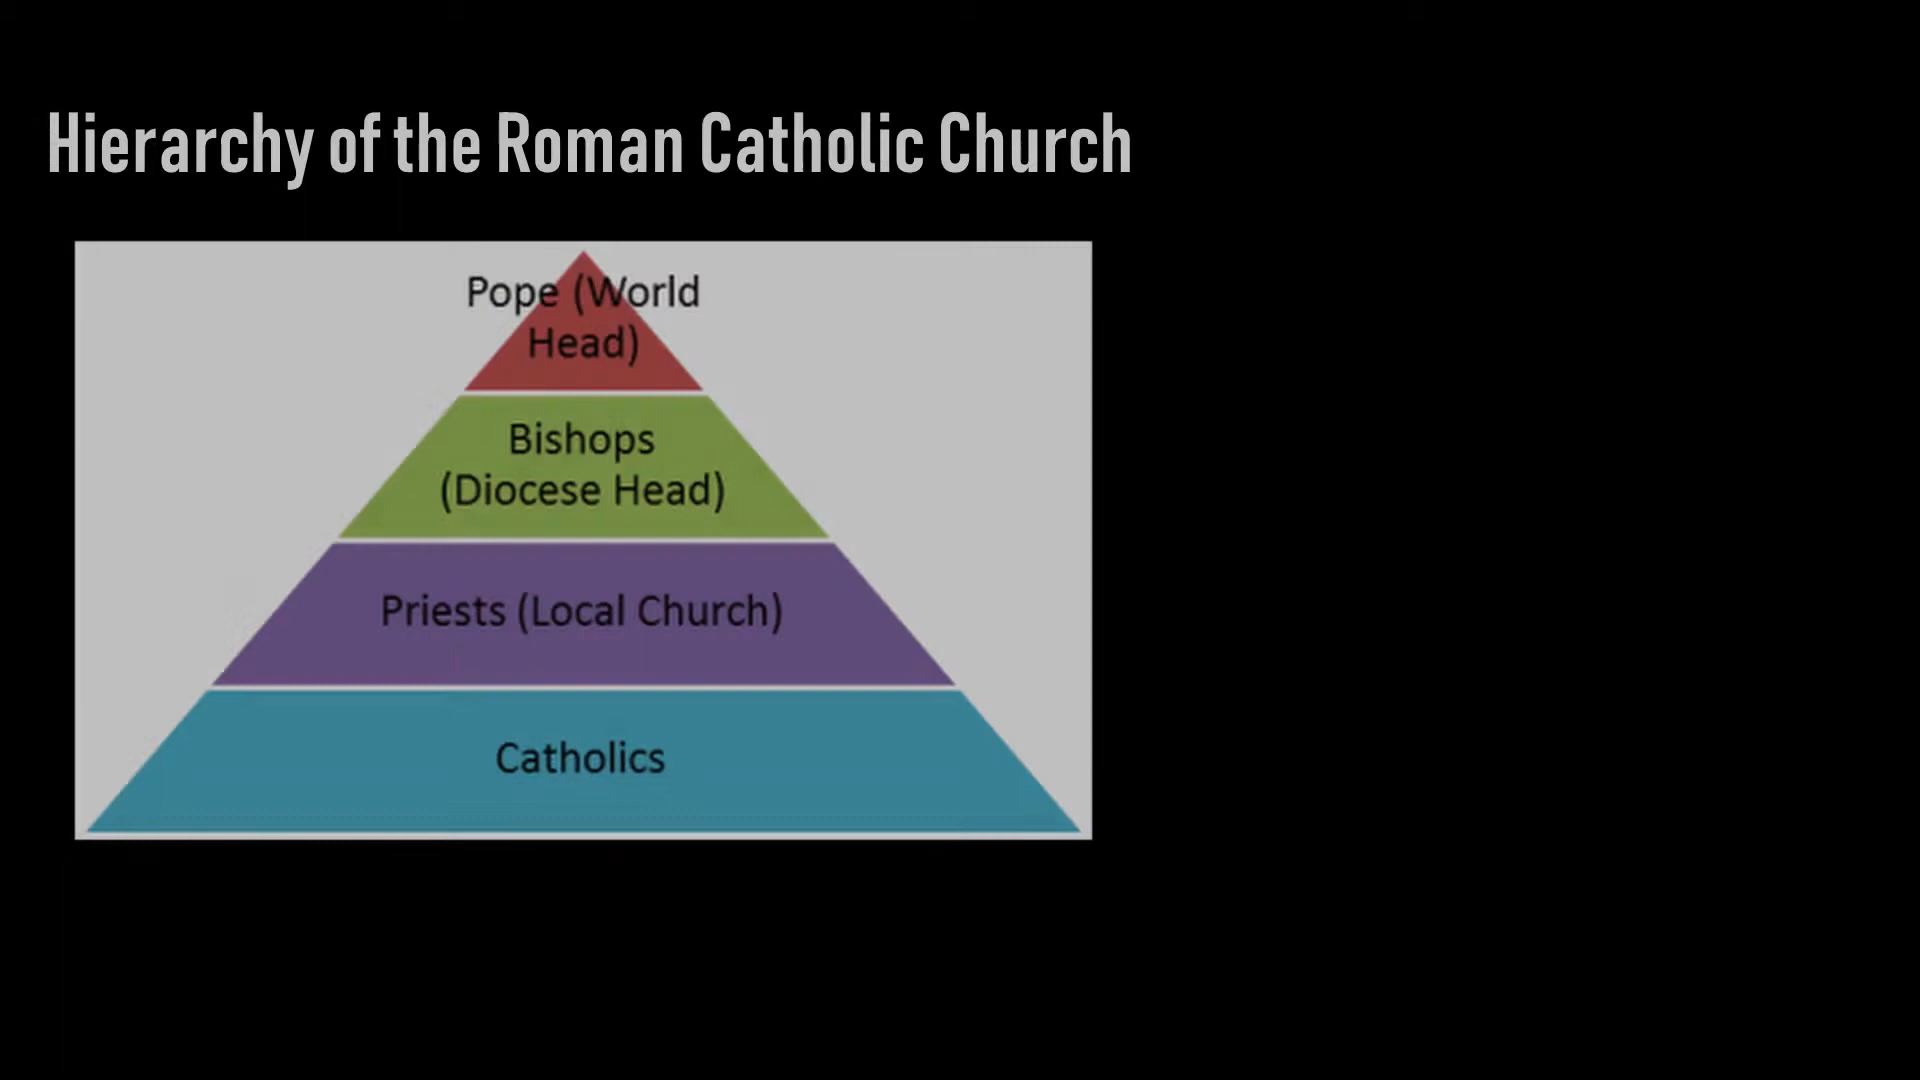 Hierarchy of the Roman Catholic Church
Pope (World
Head)
Bishops
(Diocese Head)
Priests (Local Church)
Catholics